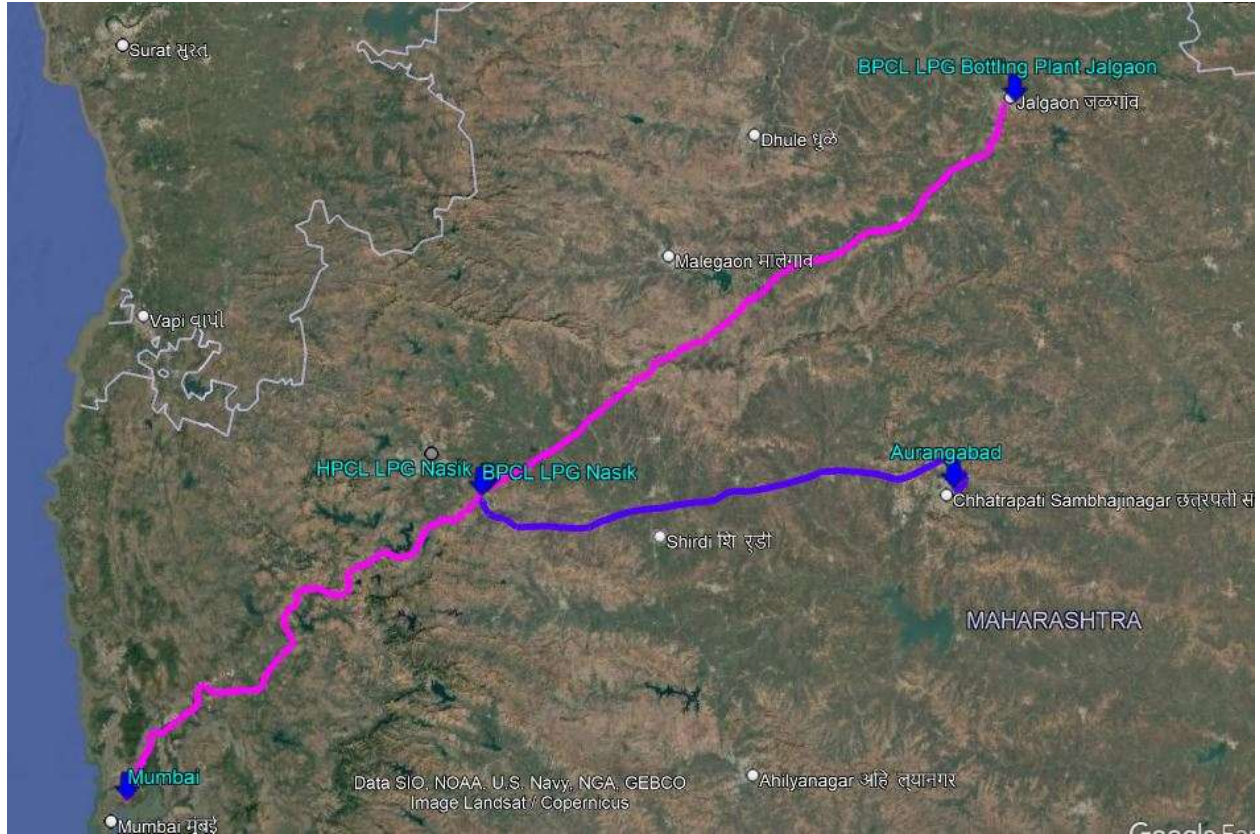 Surat सुरत
BPCL LPG Bottling Plant Jalgaon
Jalgaon जळगांव
Dhule धुळे
Malegaon मालेगाव
Vapi વાપી
HPCL LPG Nasik
BPCL LPG Nasik
Aurangabad
Chhatrapati Sambhajinagar छत्रपती सं
Shirdi शिर्डी
MAHARASHTRA
Mumbai
Data SIO, NOAA, U.S. Navy, NGA, GEBCO
Image Landsat / Copernicus
Ahilyanagar
Mumbai मुंबई